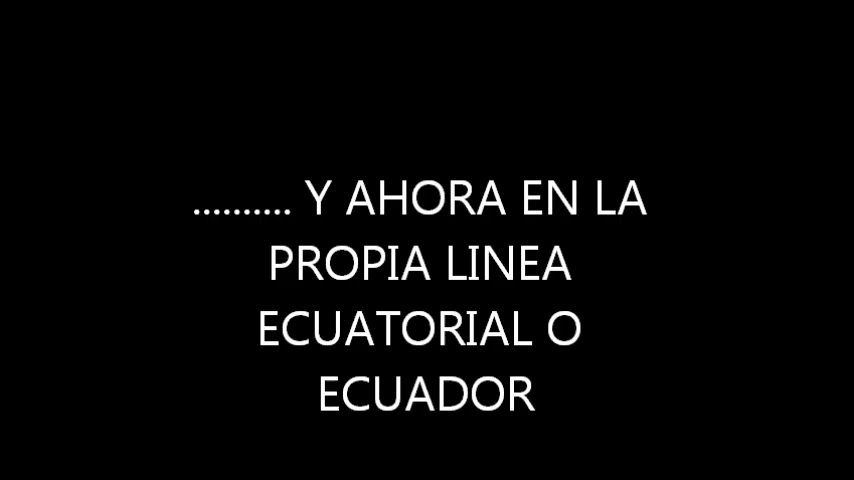 .......... Y AHORA EN LA
PROPIA LINEA
ECUATORIAL O
ECUADOR